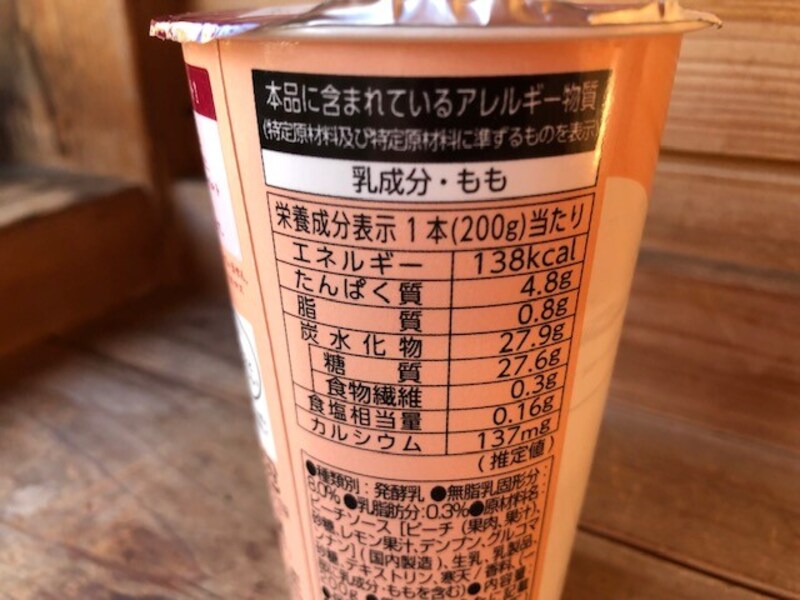 本品に含まれているアレルギー物質
(特定原材料及び特定原材料に準ずるものを表示)
乳成分・もも
栄養成分表示 1本(200g)当たり
エネルギー 138kcal
たんぱく質 4.8g
脂質 0.8g
炭水化物 27.9g
糖質 27.6g
食物繊維 0.3g
食塩相当量 0.16g
カルシウム 137mg
(推定値)
●種類別:発酵乳 ●無脂乳固形分:
8.0% ●乳脂肪分:0.3% ●原材料名:
ピーチソース[ピーチ(果肉、果汁)、
砂糖、レモン果汁、デンプン、グルコマ
ンナン](国内製造)、生乳、乳製品、
砂糖、デキストリン、寒天/香料、
乳成分・ももを含む) ●内容量
200g